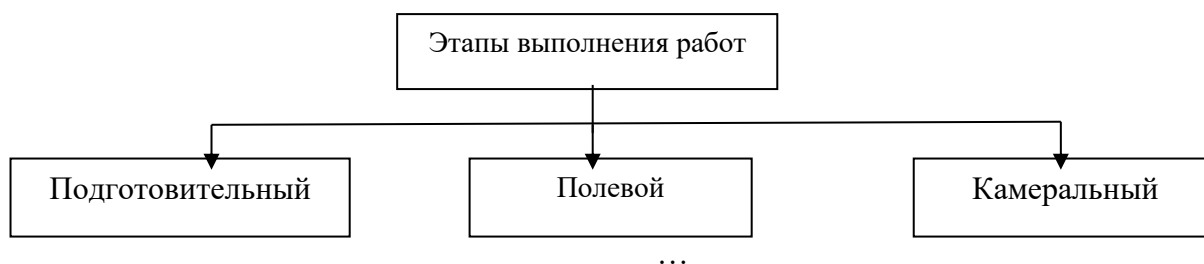 Этапы выполнения работ
Подготовительный
Полевой
Камеральный
…